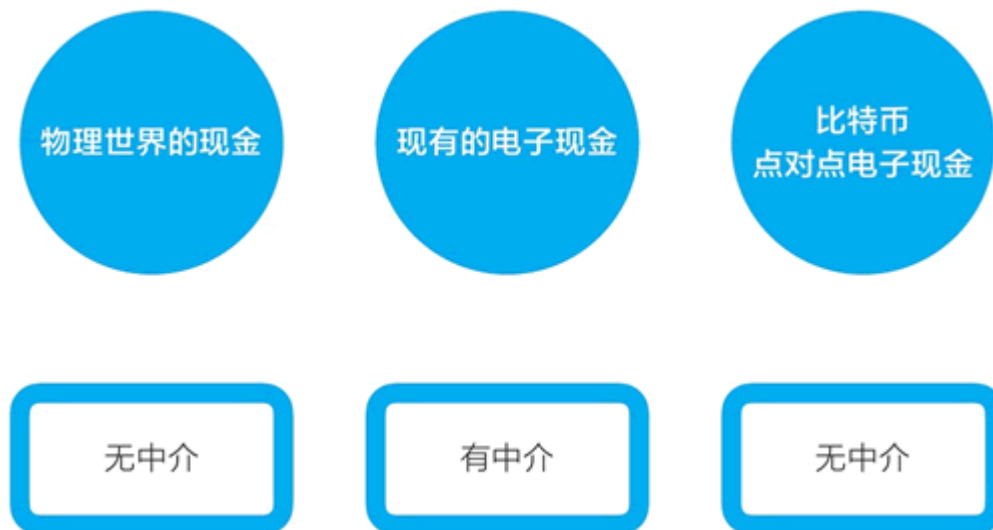 物理世界的现金
现有的电子现金
比特币
点对点电子现金
无中介
有中介
无中介